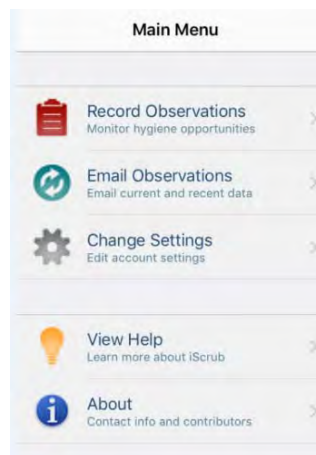 Main Menu
Record Observations
Monitor hygiene opportunities
Email Observations
Email current and recent data
Change Settings
Edit account settings
View Help
Learn more about iScrub
About
Contact info and contributors